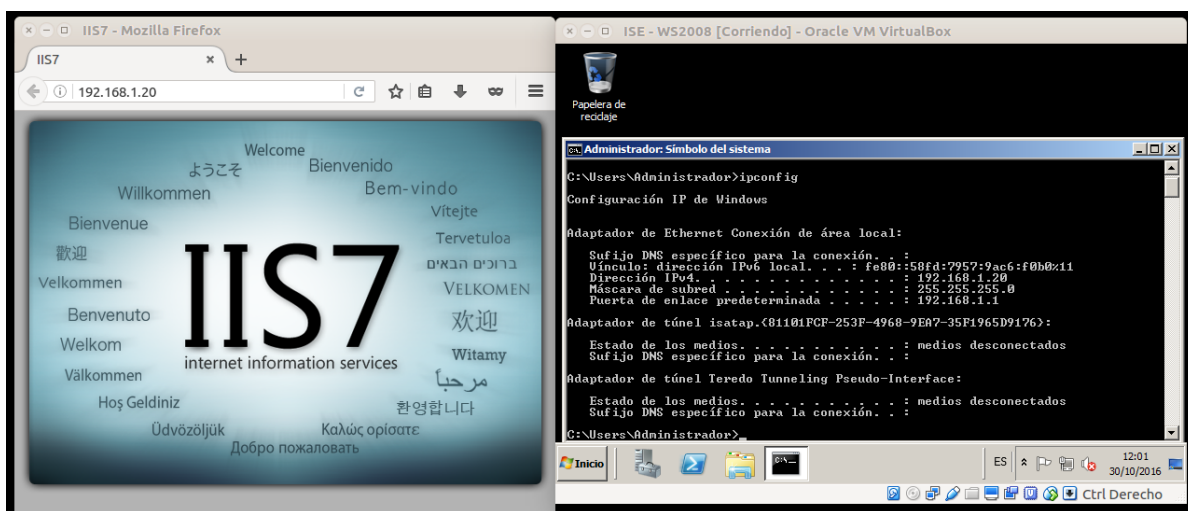 IIS7 - Mozilla Firefox
IIS7
192.168.1.20
Welcome
ようこそ
Bienvenido
Willkommen
Bem-vindo
Vítejte
Bienvenue
Tervetuloa
歡迎
ברוכים הבאים
Velkommen
VELKOMEN
IIS7
Benvenuto
欢迎
Welkom
Witamy
internet information services
Välkommen
مرحباً
Hoş Geldiniz
환영합니다
Üdvözöljük
Καλώς ορίσατε
Добро пожаловать
ISE - WS2008 [Corriendo] - Oracle VM VirtualBox
Papelera de
reciclaje
Administrador: Símbolo del sistema
C:\Users\Administrador>ipconfig
Configuración IP de Windows
Adaptador de Ethernet Conexión de área local:
Sufijo DNS específico para la conexión. . :
Vínculo: dirección IPv6 local. . . : fe80::58fd:7957:9ac6:f0b0%11
Dirección IPv4. . . . . . . . . . . . . . : 192.168.1.20
Máscara de subred . . . . . . . . . . . . : 255.255.255.0
Puerta de enlace predeterminada . . . . . : 192.168.1.1
Adaptador de túnel isatap.{81101FCF-253F-4968-9EA7-35F1965D9176}:
Estado de los medios. . . . . . . . . . . : medios desconectados
Sufijo DNS específico para la conexión. . :
Adaptador de túnel Teredo Tunneling Pseudo-Interface:
Estado de los medios. . . . . . . . . . . : medios desconectados
Sufijo DNS específico para la conexión. . :
C:\Users\Administrador>_
Inicio
ES
12:01
30/10/2016
Ctrl Derecho